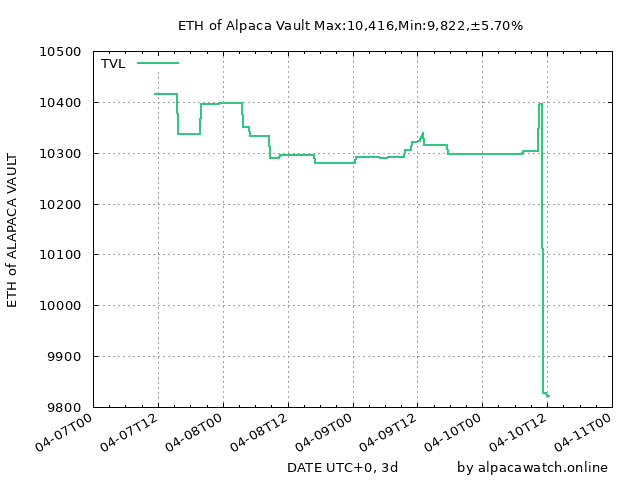 ETH of Alpaca Vault Max:10,416,Min:9,822,±5.70%
TVL
10500
10400
10300
10200
10100
10000
9900
9800
ETH of ALAPACA VAULT
04-07T00
04-07T12
04-08T00
04-08T12
04-09T00
04-09T12
04-10T00
04-10T12
04-11T00
DATE UTC+0, 3d
by alpacawatch.online